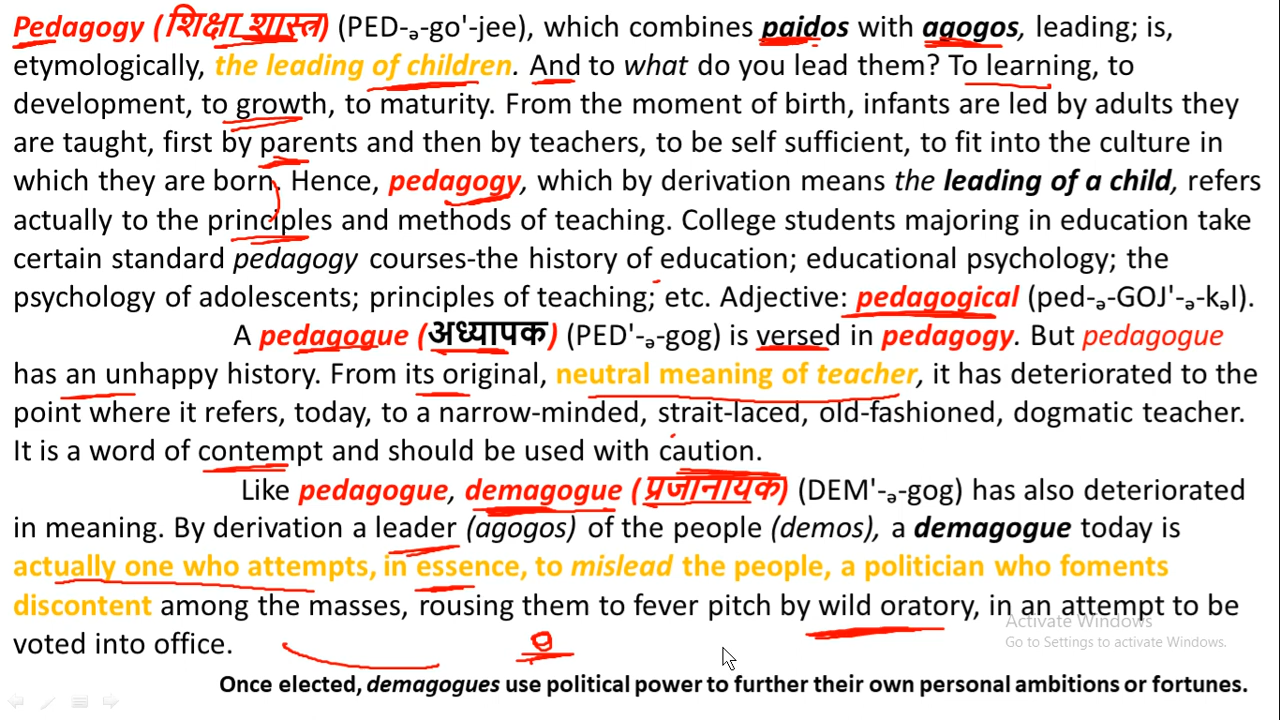 Pedagogy (शिक्षा शास्त्र) (PED-ₔ-go'-jee), which combines paidos with agogos, leading; is,
etymologically, the leading of children. And to what do you lead them? To learning, to
development, to growth, to maturity. From the moment of birth, infants are led by adults they
are taught, first by parents and then by teachers, to be self sufficient, to fit into the culture in
which they are born. Hence, pedagogy, which by derivation means the leading of a child, refers
actually to the principles and methods of teaching. College students majoring in education take
certain standard pedagogy courses-the history of education; educational psychology; the
psychology of adolescents; principles of teaching; etc. Adjective: pedagogical (ped-ₔ-GOJ'-ₔ-kₔl).
A pedagogue (अध्यापक) (PED'-ₔ-gog) is versed in pedagogy. But pedagogue
has an unhappy history. From its original, neutral meaning of teacher, it has deteriorated to the
point where it refers, today, to a narrow-minded, strait-laced, old-fashioned, dogmatic teacher.
It is a word of contempt and should be used with caution.
Like pedagogue, demagogue (प्रजानायक) (DEM'-ₔ-gog) has also deteriorated
in meaning. By derivation a leader (agogos) of the people (demos), a demagogue today is
actually one who attempts, in essence, to mislead the people, a politician who foments
discontent among the masses, rousing them to fever pitch by wild oratory, in an attempt to be
voted into office.
Activate Windows
Go to Settings to activate Windows.
Once elected, demagogues use political power to further their own personal ambitions or fortunes.